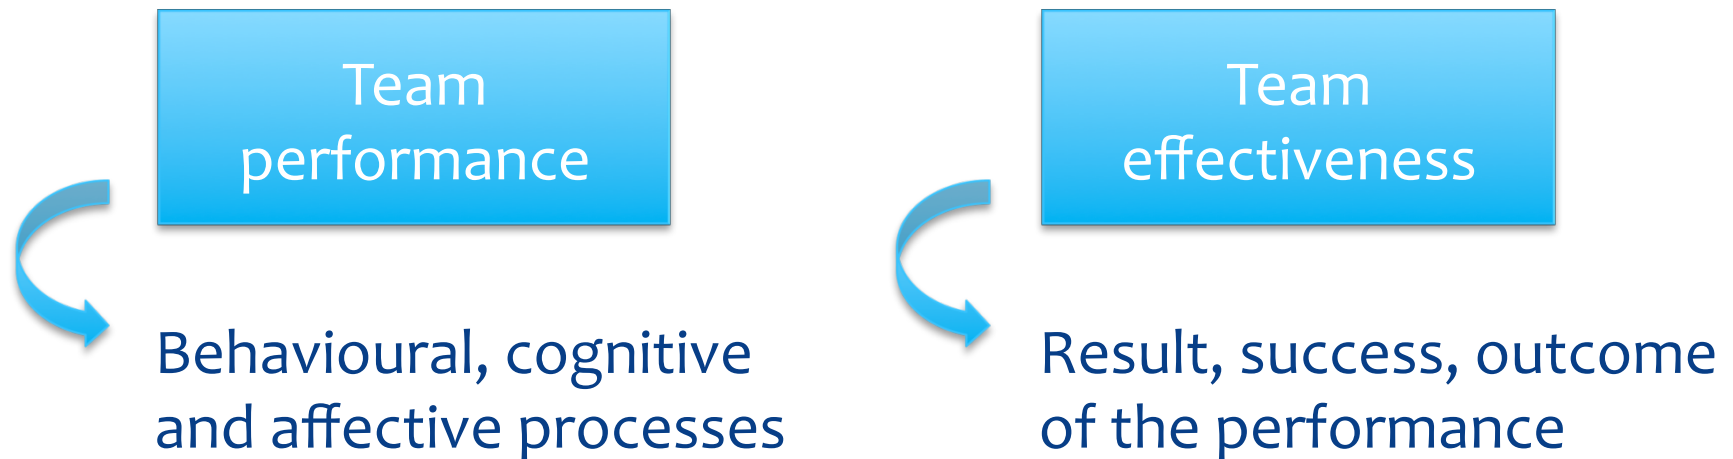 Team
performance
Behavioural, cognitive
and affective processes
Team
effectiveness
Result, success, outcome
of the performance